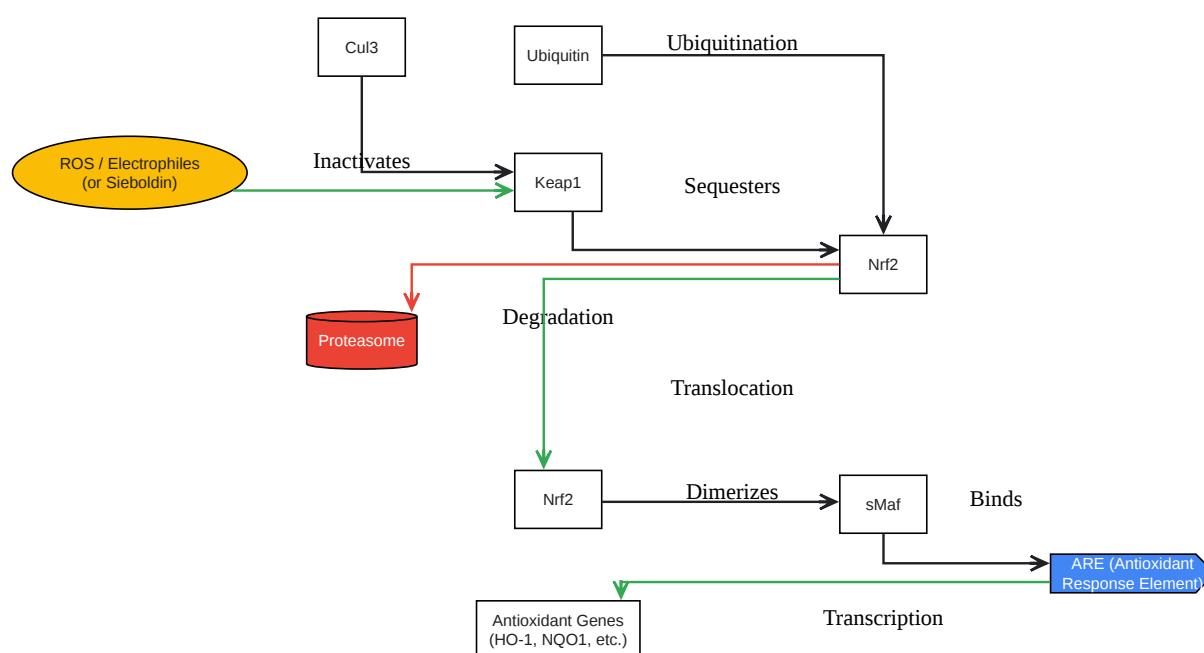 Cul3
Ubiquitin
Ubiquitination
ROS / Electrophiles
(or Sieboldin)
Inactivates
Keap1
Sequesters
Nrf2
Proteasome
Degradation
Translocation
Nrf2
Dimerizes
sMaf
Binds
ARE (Antioxidant
Response Element)
Antioxidant Genes
(HO-1, NQO1, etc.)
Transcription